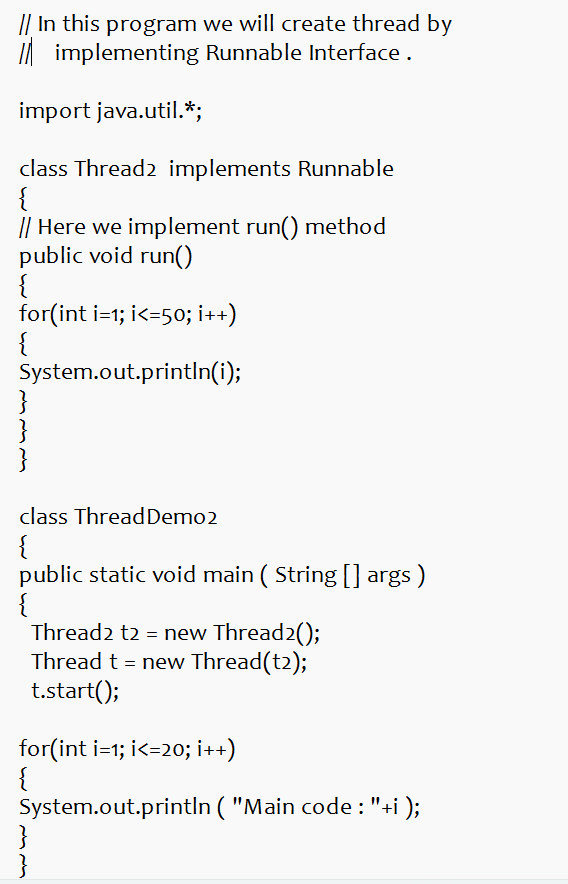 // In this program we will create thread by
// implementing Runnable Interface .
import java.util.*;
class Thread2 implements Runnable
{
// Here we implement run() method
public void run()
{
for(int i=1; i<=50; i++)
{
System.out.println(i);
}
}
}
class ThreadDemo2
{
public static void main ( String [] args )
{
Thread2 t2 = new Thread2();
Thread t = new Thread(t2);
t.start();
for(int i=1; i<=20; i++)
{
System.out.println ( "Main code : "+i );
}
}